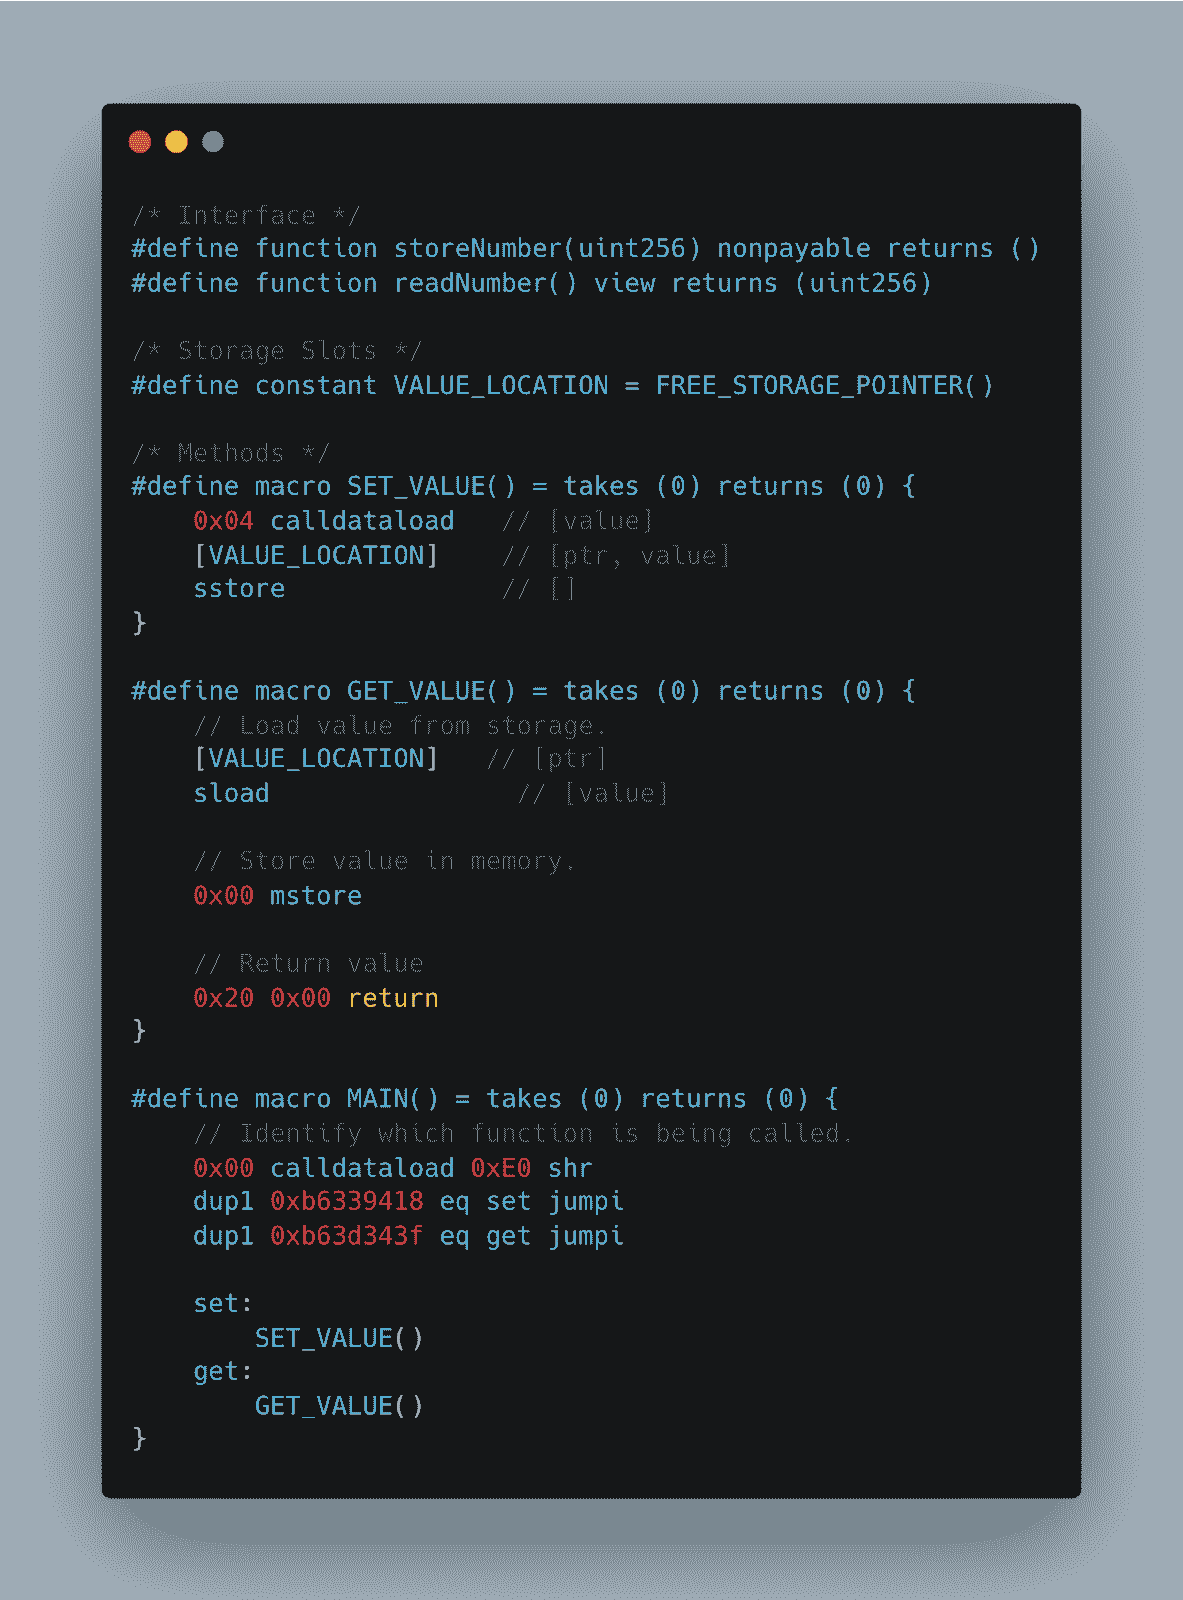 /* Interface */
#define function storeNumber(uint256) nonpayable returns ()
#define function readNumber() view returns (uint256)

/* Storage Slots */
#define constant VALUE_LOCATION = FREE_STORAGE_POINTER()

/* Methods */
#define macro SET_VALUE() = takes (0) returns (0) {
    0x04 calldataload   // [value]
    [VALUE_LOCATION]    // [ptr, value]
    sstore              // []
}

#define macro GET_VALUE() = takes (0) returns (0) {
    // Load value from storage.
    [VALUE_LOCATION]   // [ptr]
    sload                // [value]

    // Store value in memory.
    0x00 mstore

    // Return value
    0x20 0x00 return
}

#define macro MAIN() = takes (0) returns (0) {
    // Identify which function is being called.
    0x00 calldataload 0xE0 shr
    dup1 0xb6339418 eq set jumpi
    dup1 0xb63d343f eq get jumpi

    set:
        SET_VALUE()
    get:
        GET_VALUE()
}